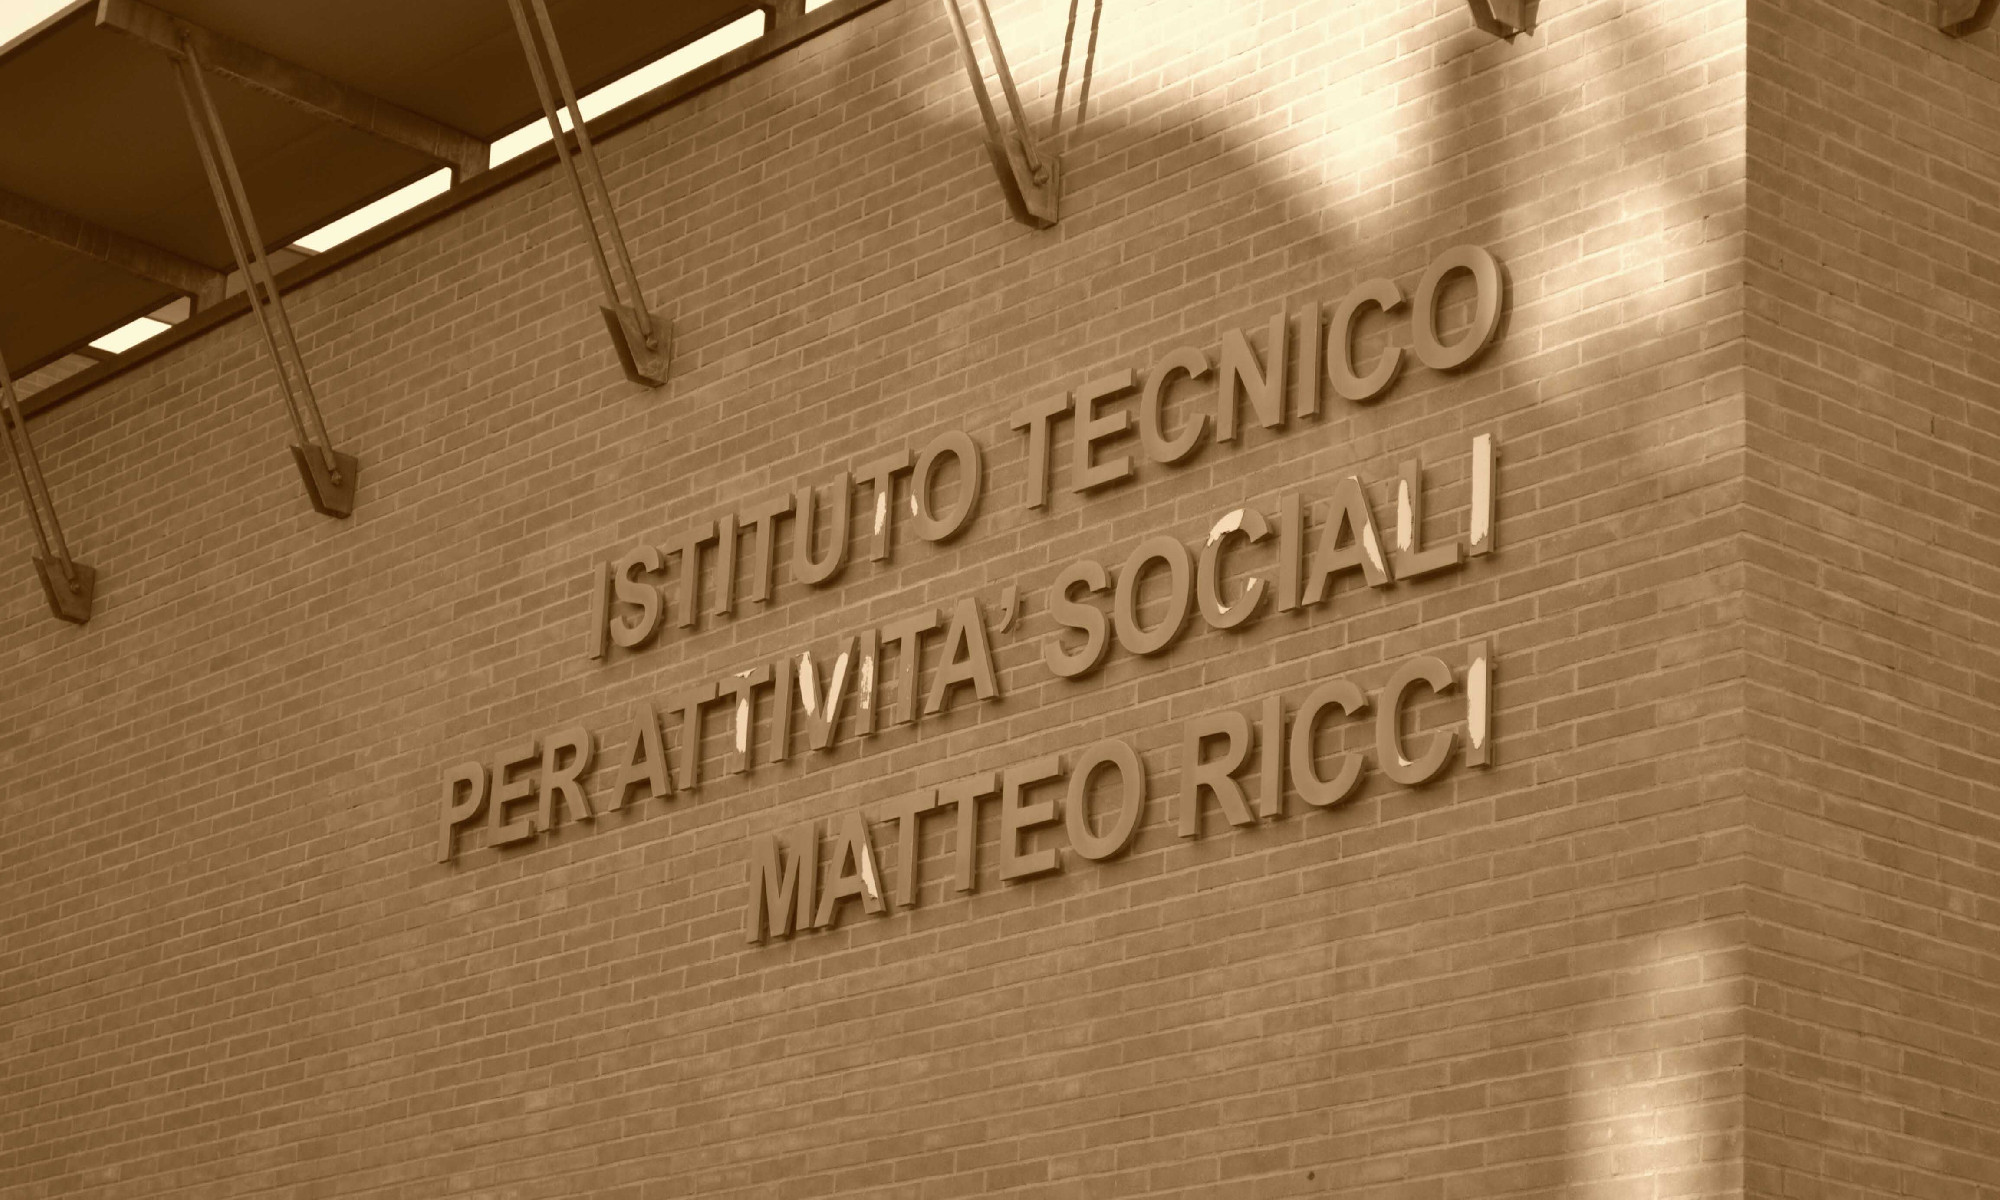 ISTITUTO TECNICO
PER ATTIVITA' SOCIALI
MATTEO RICCI